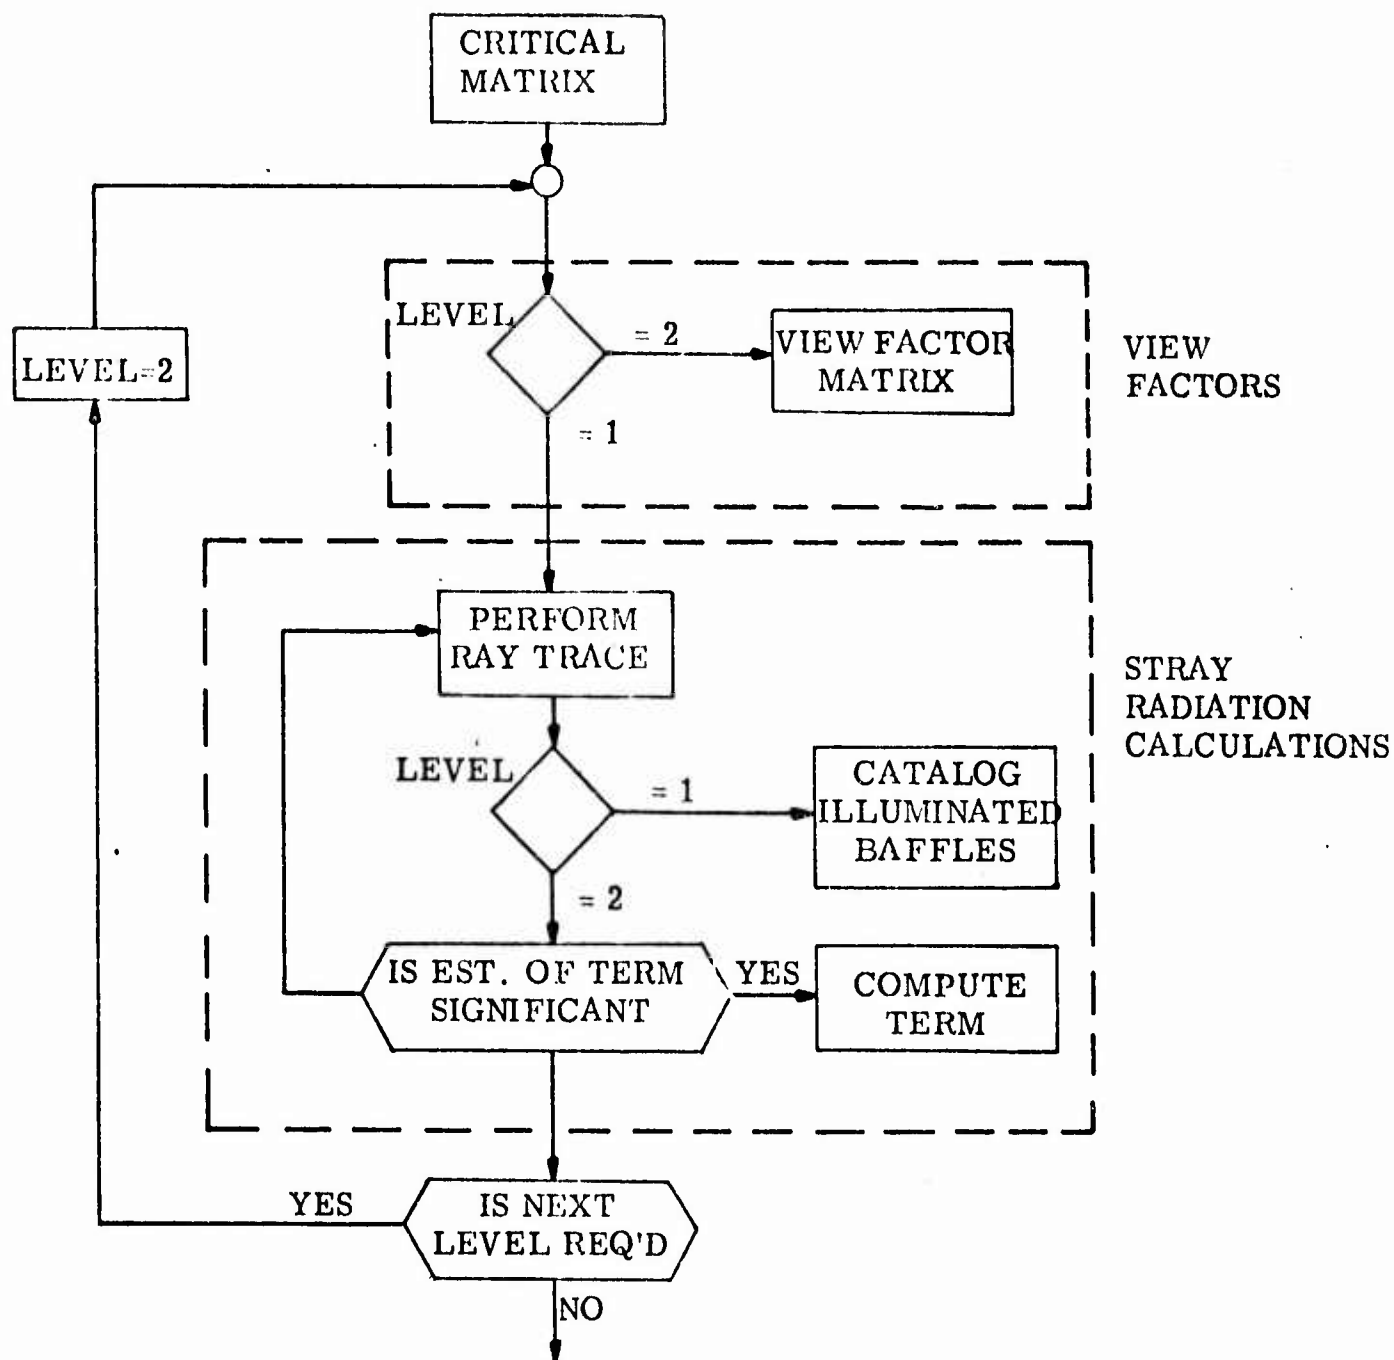 CRITICAL
MATRIX
LEVEL
= 2
VIEW FACTOR
MATRIX
VIEW
FACTORS
LEVEL=2
= 1
PERFORM
RAY TRACE
STRAY
RADIATION
CALCULATIONS
LEVEL
= 1
CATALOG
ILLUMINATED
BAFFLES
= 2
IS EST. OF TERM
SIGNIFICANT
YES
COMPUTE
TERM
YES
IS NEXT
LEVEL REQ'D
NO